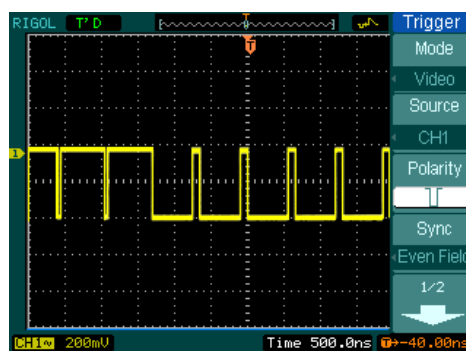 RIGOL T'D T Trigger
T
Mode
Video
Source
CH1
1
Polarity
Sync
Even Field
1/2
CH1~ 200mV Time 500.0ns T→-40.00ns